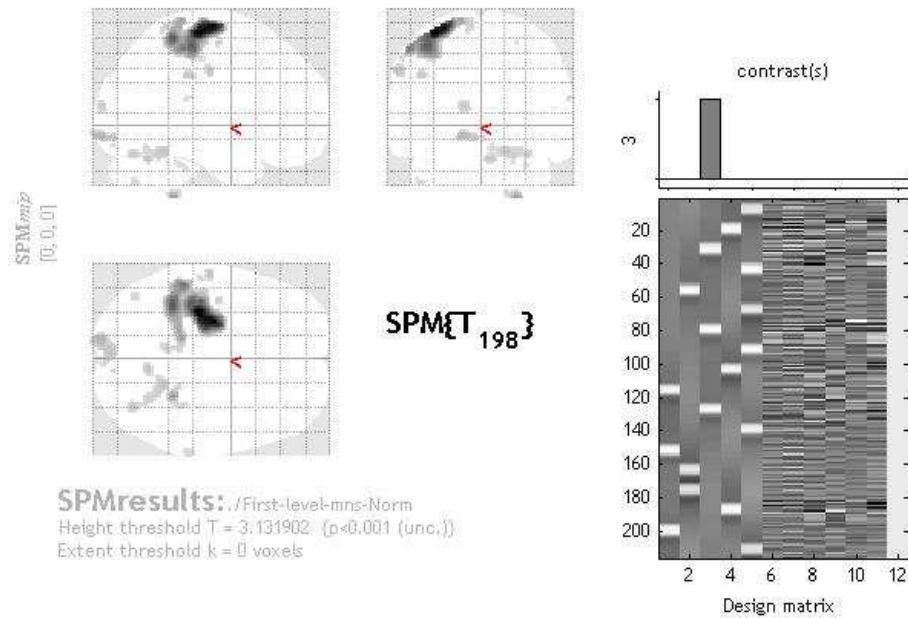 SPMmip
[0, 0, 0]
<
<
<
SPM{T198}
SPMresults: ./First-level-mns-Norm
Height threshold T = 3.131902 {p<0.001 (unc.)}
Extent threshold k = 0 voxels
contrast(s)
3
20
40
60
80
100
120
140
160
180
200
2 4 6 8 10 12
Design matrix